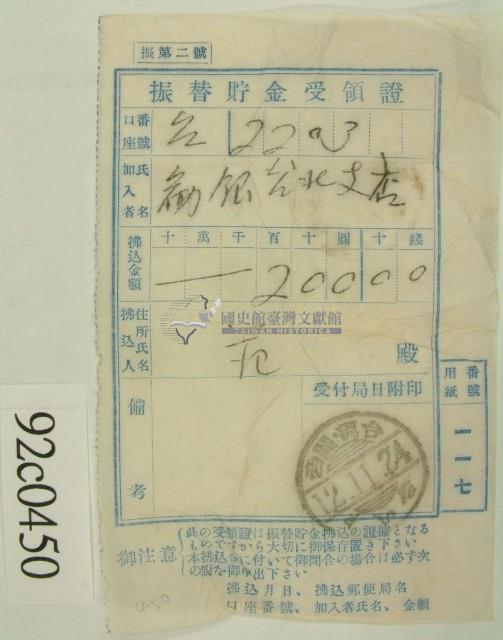 振第二號
振替貯金受領證
口座番號
台 2203
加入者氏名
勧銀台北支店
拂込金額
十萬千百十圓十錢
20000
拂込人住所氏名
殿
備考
受付局日附印
12.11.24
用紙番號
一一七
御注意
此の受領證は振替貯金拂込の證據となる
ものですから大切に御保存置き下さい
本拂込に付いて御問合の場合は必ず次
の點を御申出下さい
拂込月日、拂込郵便局名
口座番號、加入者氏名、金額
國史館臺灣文獻館
TAIWAN HISTORICA
92c0450
450